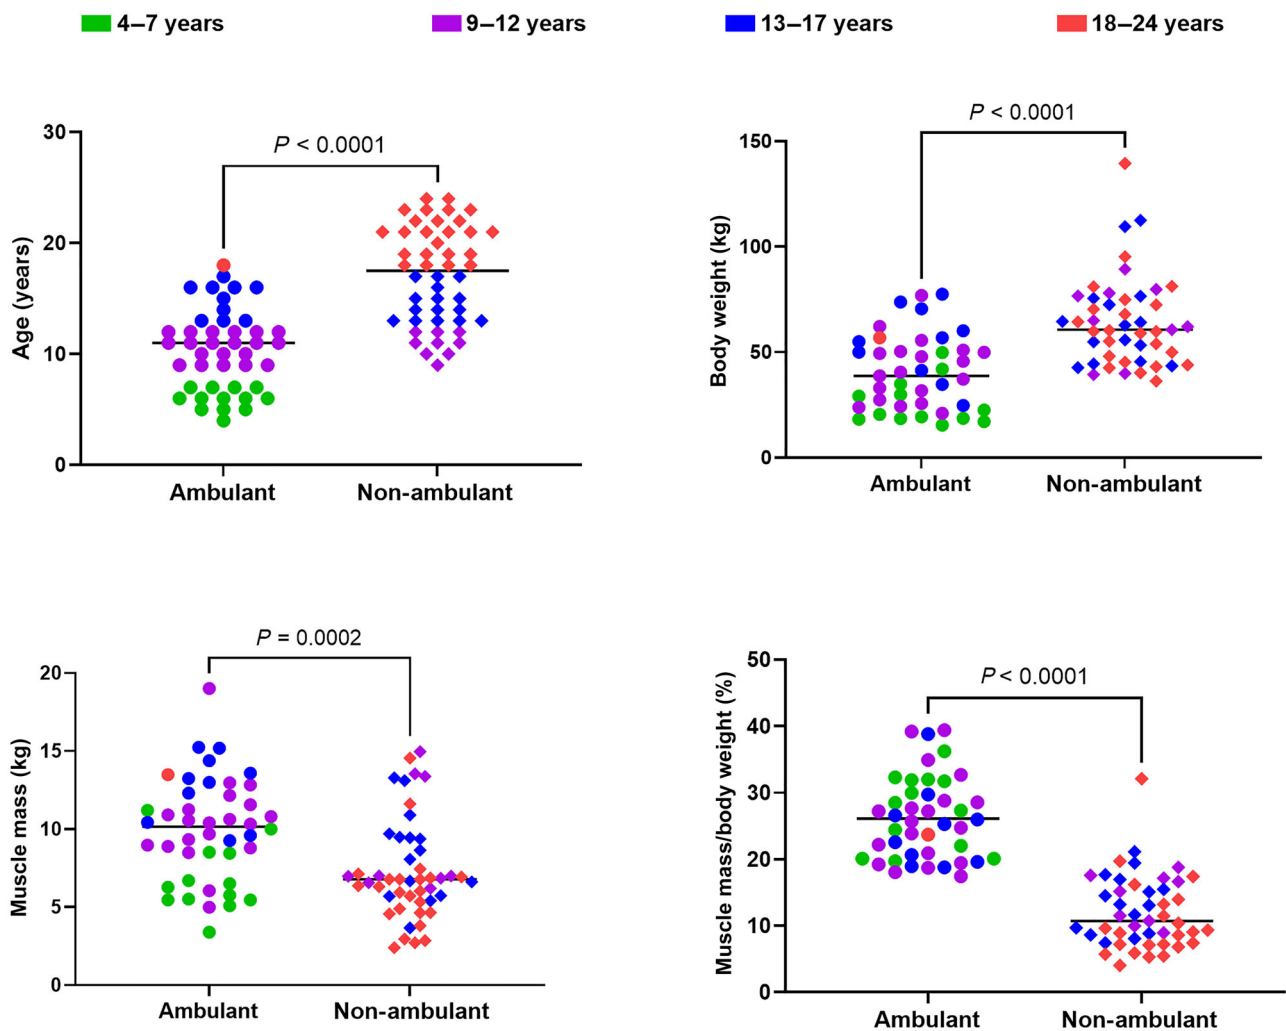 4–7 years
9–12 years
13–17 years
18–24 years
Age (years)
30
20
10
0
P < 0.0001
Ambulant
Non-ambulant
Body weight (kg)
150
100
50
0
P < 0.0001
Ambulant
Non-ambulant
Muscle mass (kg)
20
15
10
5
0
P = 0.0002
Ambulant
Non-ambulant
Muscle mass/body weight (%)
50
40
30
20
10
0
P < 0.0001
Ambulant
Non-ambulant